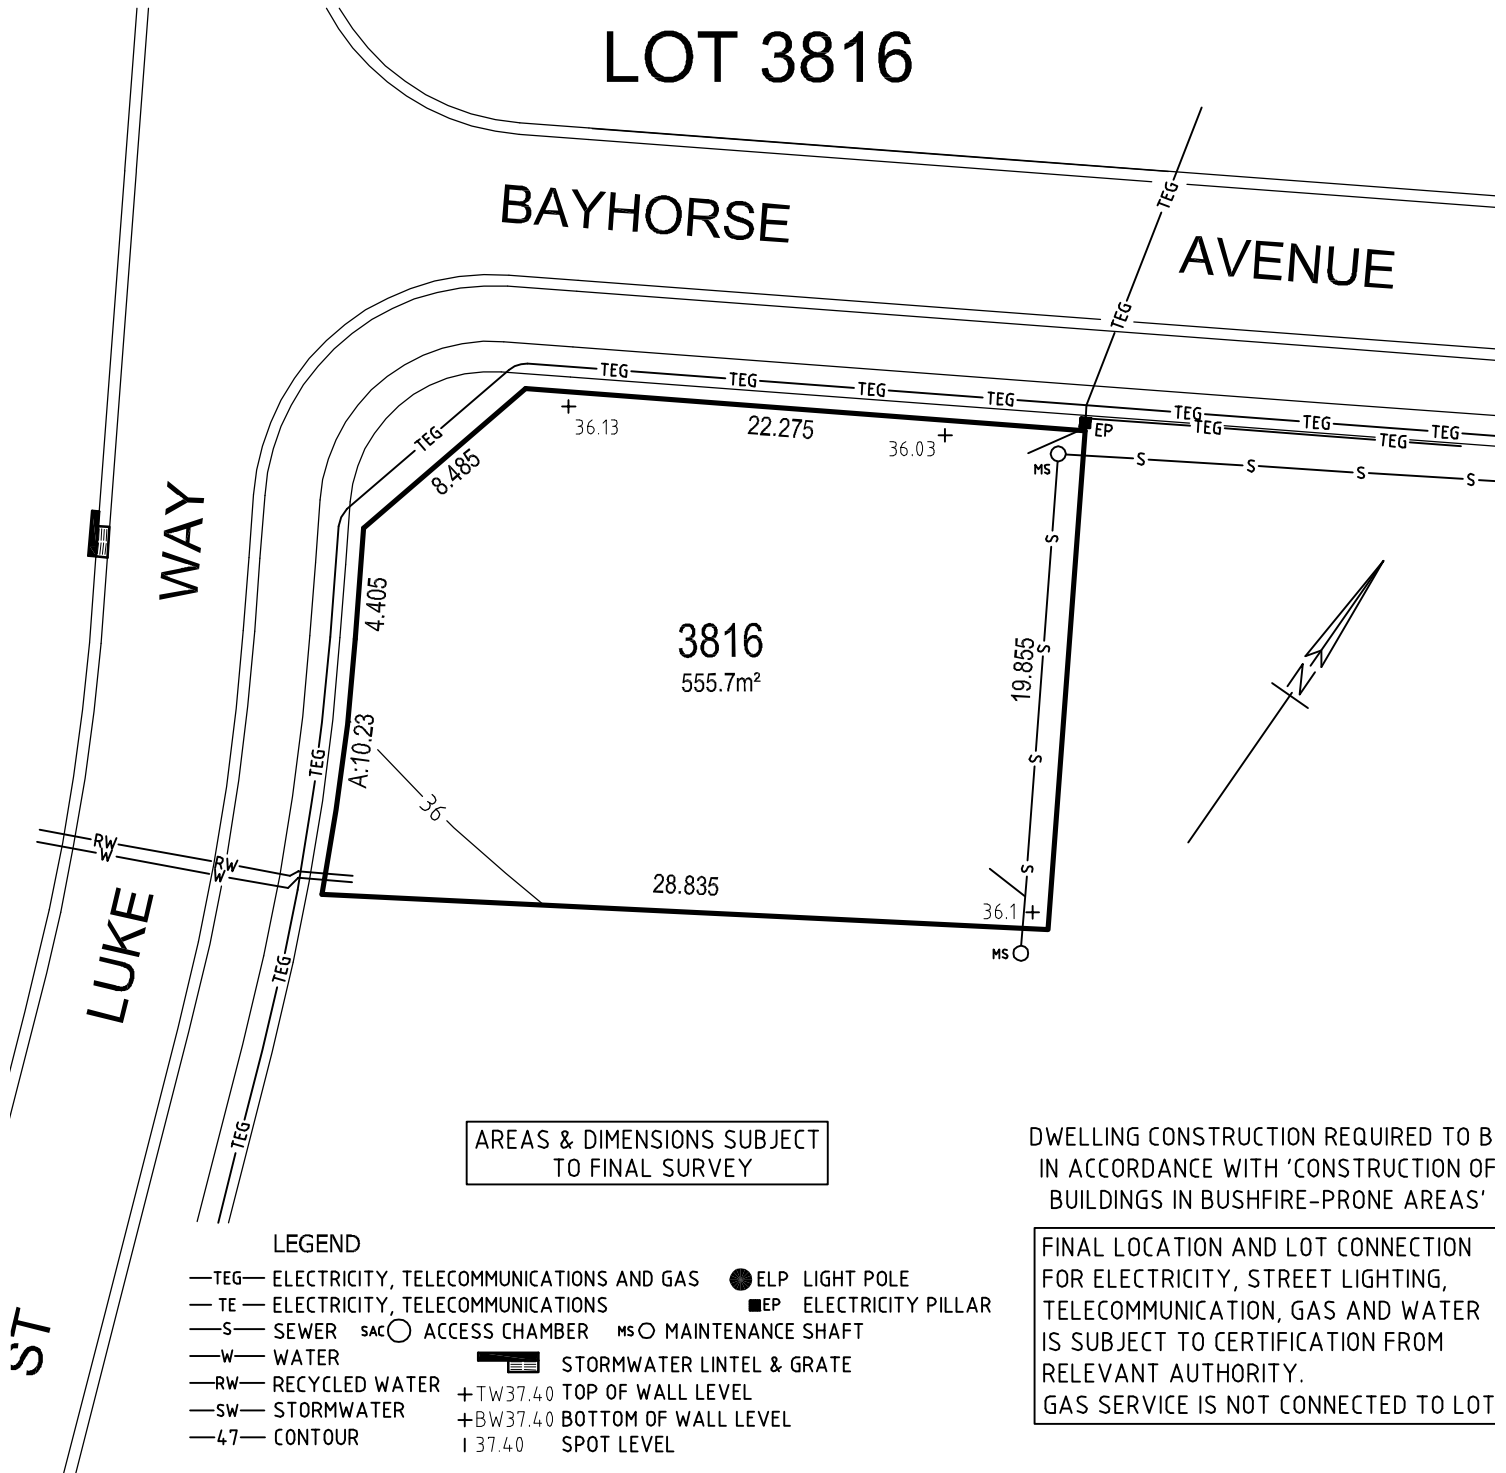 LOT 3816
BAYHORSE
AVENUE
TEG
TEG
TEG
TEG
TEG
TEG
TEG
TEG
TEG
TEG
TEG
TEG
36.13
22.275
36.03
EP
MS
S
S
S
S
8.485
WAY
4.405
3816
555.7m²
19.855
S
S
S
S
N
A:10.23
TEG
36
RW
W
RW
W
28.835
36.1
MS
LUKE
TEG
TEG
ST
AREAS & DIMENSIONS SUBJECT
TO FINAL SURVEY
DWELLING CONSTRUCTION REQUIRED TO B
IN ACCORDANCE WITH 'CONSTRUCTION OF
BUILDINGS IN BUSHFIRE-PRONE AREAS'
FINAL LOCATION AND LOT CONNECTION
FOR ELECTRICITY, STREET LIGHTING,
TELECOMMUNICATION, GAS AND WATER
IS SUBJECT TO CERTIFICATION FROM
RELEVANT AUTHORITY.
GAS SERVICE IS NOT CONNECTED TO LOT
LEGEND
TEG ELECTRICITY, TELECOMMUNICATIONS AND GAS ELP LIGHT POLE
TE ELECTRICITY, TELECOMMUNICATIONS EP ELECTRICITY PILLAR
S SEWER SAC ACCESS CHAMBER MS MAINTENANCE SHAFT
W WATER STORMWATER LINTEL & GRATE
RW RECYCLED WATER +TW37.40 TOP OF WALL LEVEL
SW STORMWATER +BW37.40 BOTTOM OF WALL LEVEL
47 CONTOUR 37.40 SPOT LEVEL